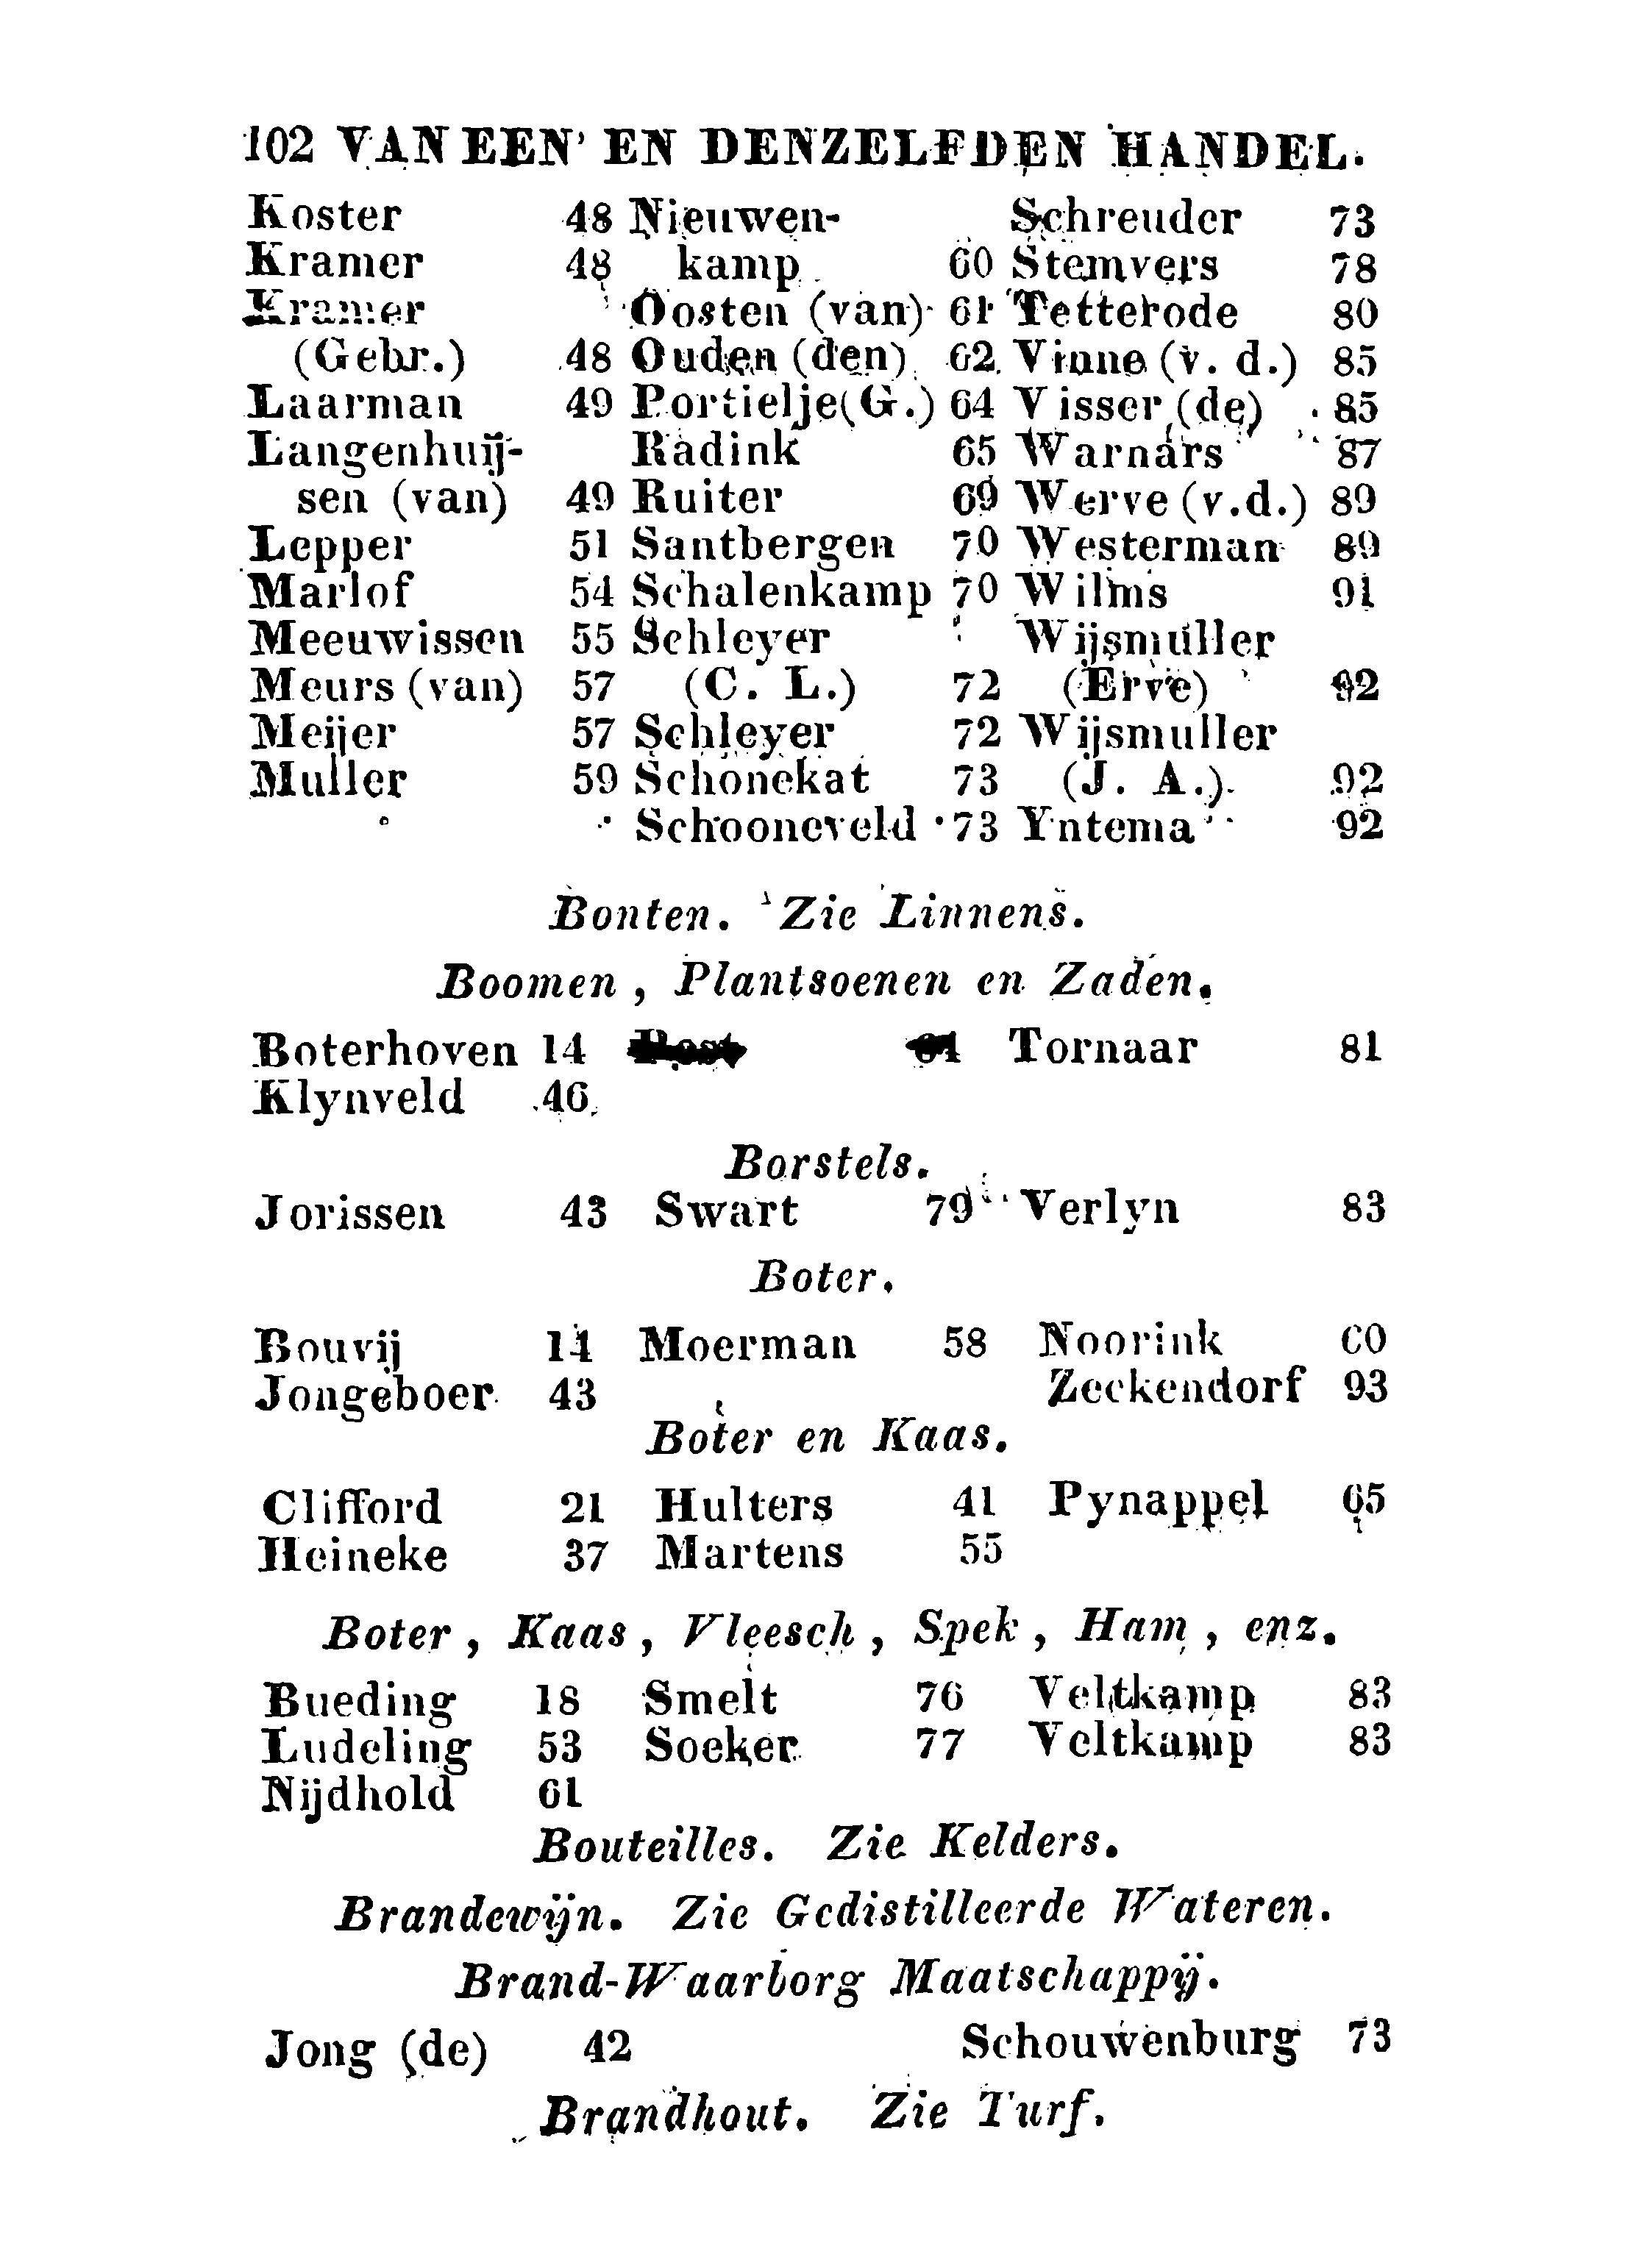 102 VAN EEN' EN DENZELFDEN HANDEL.
Koster 48
Kramer 48
Kramer
(Gebr.) 48
Laarman 49
Langenhuij-
sen (van) 49
Lepper 51
Marlof 54
Meeuwissen 55
Meurs (van) 57
Meijer 57
Muller 59
Nieuwen-
kamp 60
Oosten (van) 61
Ouden (den) 62
Portielje (G.) 64
Radink 65
Ruiter 69
Santbergen 70
Schalenkamp 70
Schleyer
(C. L.) 72
Schleyer 72
Schonekat 73
Schooneveld 73
Schreuder 73
Stemvers 78
Tetterode 80
Vinne (v. d.) 85
Visser (de) 85
Warnars 87
Werve (v.d.) 89
Westerman 89
Wilms 91
Wijsmuller
(Erve) 92
Wijsmuller
(J. A.) 92
Yntema 92
Bonten. Zie Linnens.
Boomen, Plantsoenen en Zaden.
Boterhoven 14 Tornaar 81
Klynveld 46
Borstels.
Jorissen 43 Swart 79 Verlyn 83
Boter.
Bouvij 14 Moerman 58 Noorink 60
Jongeboer 43 Zeckendorf 93
Boter en Kaas.
Clifford 21 Hulters 41 Pynappel 65
Heineke 37 Martens 55
Boter, Kaas, Vleesch, Spek, Ham, enz.
Bueding 18 Smelt 76 Veltkamp 83
Ludeling 53 Soeker 77 Veltkamp 83
Nijdhold 61
Bouteilles. Zie Kelders.
Brandewijn. Zie Gedistilleerde Wateren.
Brand-Waarborg Maatschappij.
Jong (de) 42 Schouwenburg 73
Brandhout. Zie Turf.